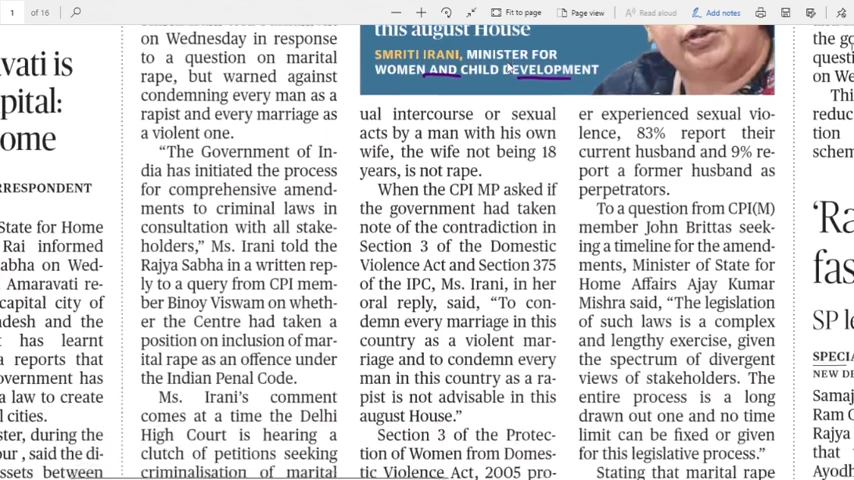 1 of 16
Fit to page
Page view
Read aloud
Add notes
vati is
pital:
ome
RRESPONDENT
State for Home
Rai informed
abha on Wed-
Amaravati re-
capital city of
desh and the
t has learnt
a reports that
overnment has
a law to create
l cities.
ster, during the
our , said the di-
ssets between
on Wednesday in response
to a question on marital
rape, but warned against
condemning every man as a
rapist and every marriage as
a violent one.
“The Government of In-
dia has initiated the process
for comprehensive amend-
ments to criminal laws in
consultation with all stake-
holders,” Ms. Irani told the
Rajya Sabha in a written rep-
ly to a query from CPI mem-
ber Binoy Viswam on wheth-
er the Centre had taken a
position on inclusion of mar-
ital rape as an offence under
the Indian Penal Code.
Ms. Irani’s comment
comes at a time the Delhi
High Court is hearing a
clutch of petitions seeking
criminalisation of marital
this august House
SMRITI IRANI, MINISTER FOR
WOMEN AND CHILD DEVELOPMENT
ual intercourse or sexual
acts by a man with his own
wife, the wife not being 18
years, is not rape.
When the CPI MP asked if
the government had taken
note of the contradiction in
Section 3 of the Domestic
Violence Act and Section 375
of the IPC, Ms. Irani, in her
oral reply, said, “To con-
demn every marriage in this
country as a violent mar-
riage and to condemn every
man in this country as a ra-
pist is not advisable in this
august House.”
Section 3 of the Protec-
tion of Women from Domes-
tic Violence Act, 2005 pro-
er experienced sexual vio-
lence, 83% report their
current husband and 9% re-
port a former husband as
perpetrators.
To a question from CPI(M)
member John Brittas seek-
ing a timeline for the amend-
ments, Minister of State for
Home Affairs Ajay Kumar
Mishra said, “The legislation
of such laws is a complex
and lengthy exercise, given
the spectrum of divergent
views of stakeholders. The
entire process is a long
drawn out one and no time
limit can be fixed or given
for this legislative process.”
Stating that marital rape
the go
questi
on We
Thi
reduc
tion
schem
‘Ra
fas
SP le
SPECIA
NEW DE
Samaj
Ram G
Rajya
that
Ayodh